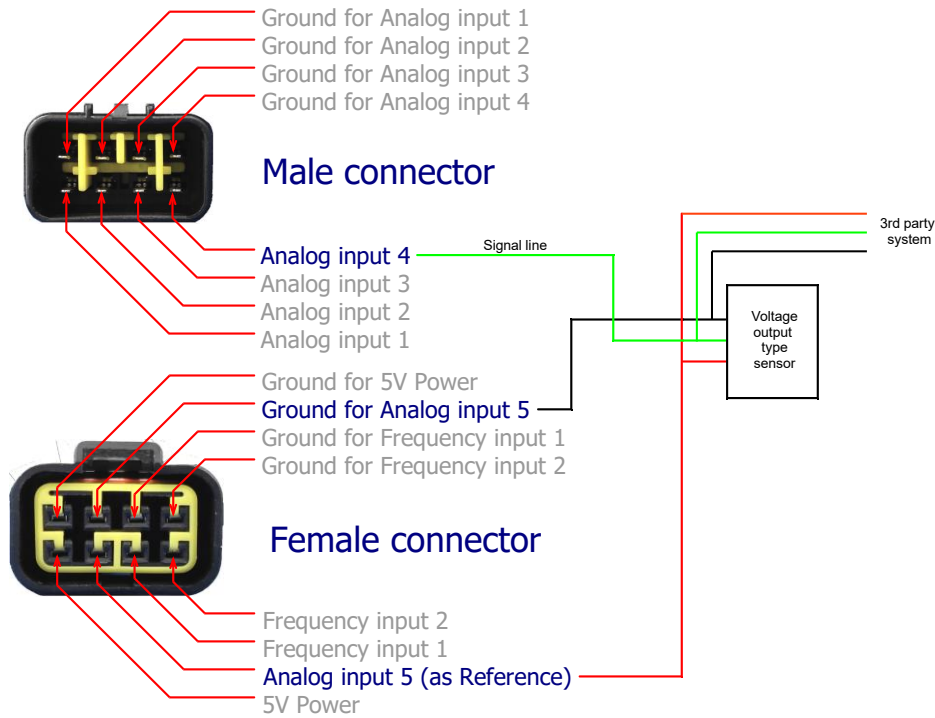 Ground for Analog input 1
Ground for Analog input 2
Ground for Analog input 3
Ground for Analog input 4
Male connector
Analog input 4
Signal line
Analog input 3
Analog input 2
Analog input 1
3rd party
system
Voltage
output
type
sensor
Ground for 5V Power
Ground for Analog input 5
Ground for Frequency input 1
Ground for Frequency input 2
Female connector
Frequency input 2
Frequency input 1
Analog input 5 (as Reference)
5V Power